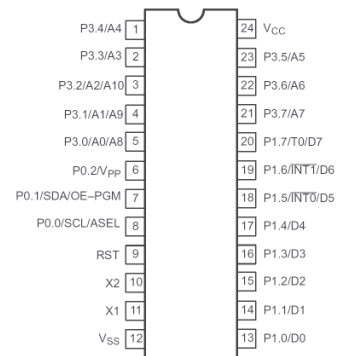 P3.4/A4 1 24 VCC
P3.3/A3 2 23 P3.5/A5
P3.2/A2/A10 3 22 P3.6/A6
P3.1/A1/A9 4 21 P3.7/A7
P3.0/A0/A8 5 20 P1.7/T0/D7
P0.2/VPP 6 19 P1.6/INT1/D6
P0.1/SDA/OE–PGM 7 18 P1.5/INT0/D5
P0.0/SCL/ASEL 8 17 P1.4/D4
RST 9 16 P1.3/D3
X2 10 15 P1.2/D2
X1 11 14 P1.1/D1
VSS 12 13 P1.0/D0